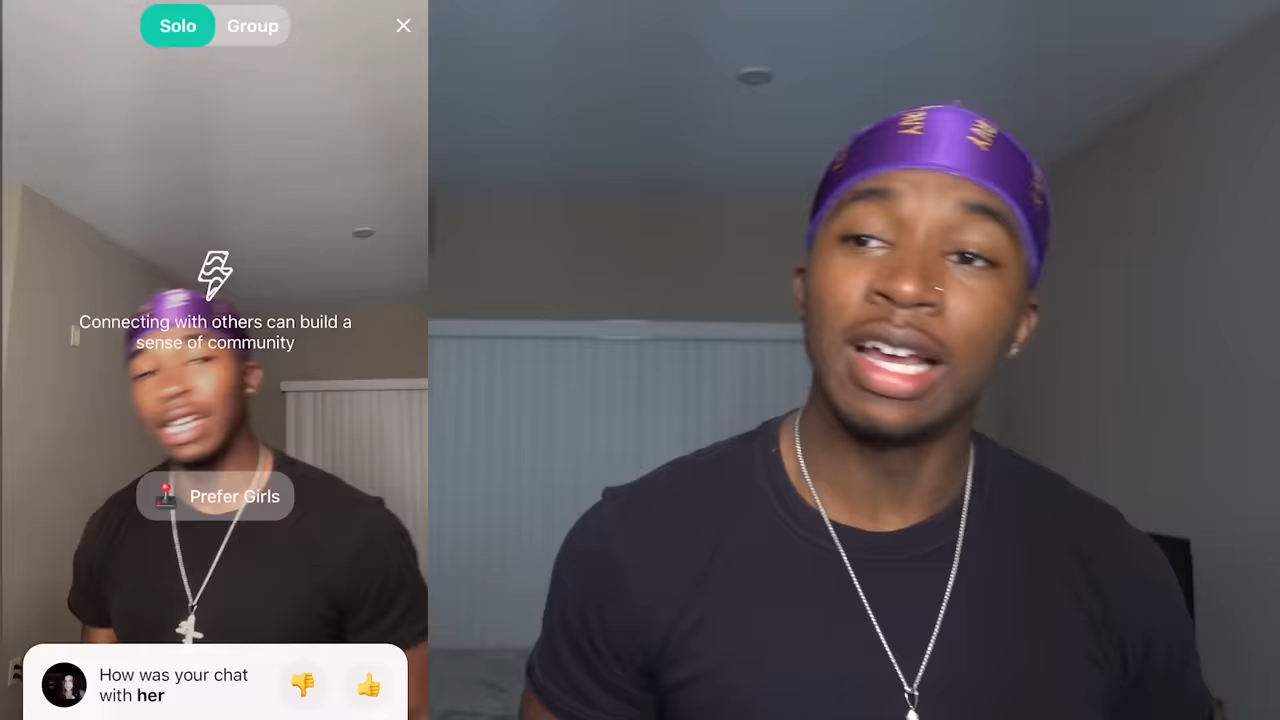 Solo
Group
Connecting with others can build a
sense of community
Prefer Girls
How was your chat
with her